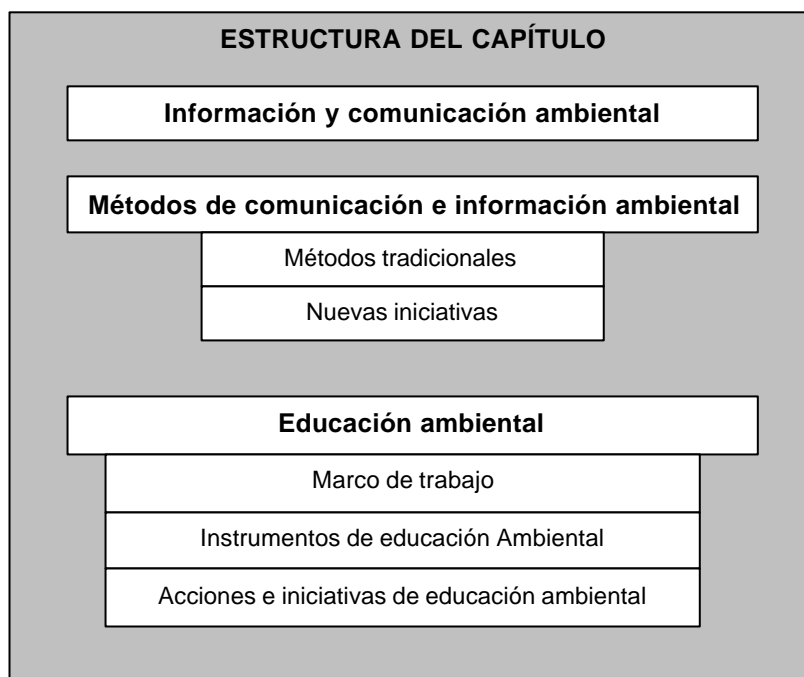 ESTRUCTURA DEL CAPÍTULO
Información y comunicación ambiental
Métodos de comunicación e información ambiental
Métodos tradicionales
Nuevas iniciativas
Educación ambiental
Marco de trabajo
Instrumentos de educación Ambiental
Acciones e iniciativas de educación ambiental